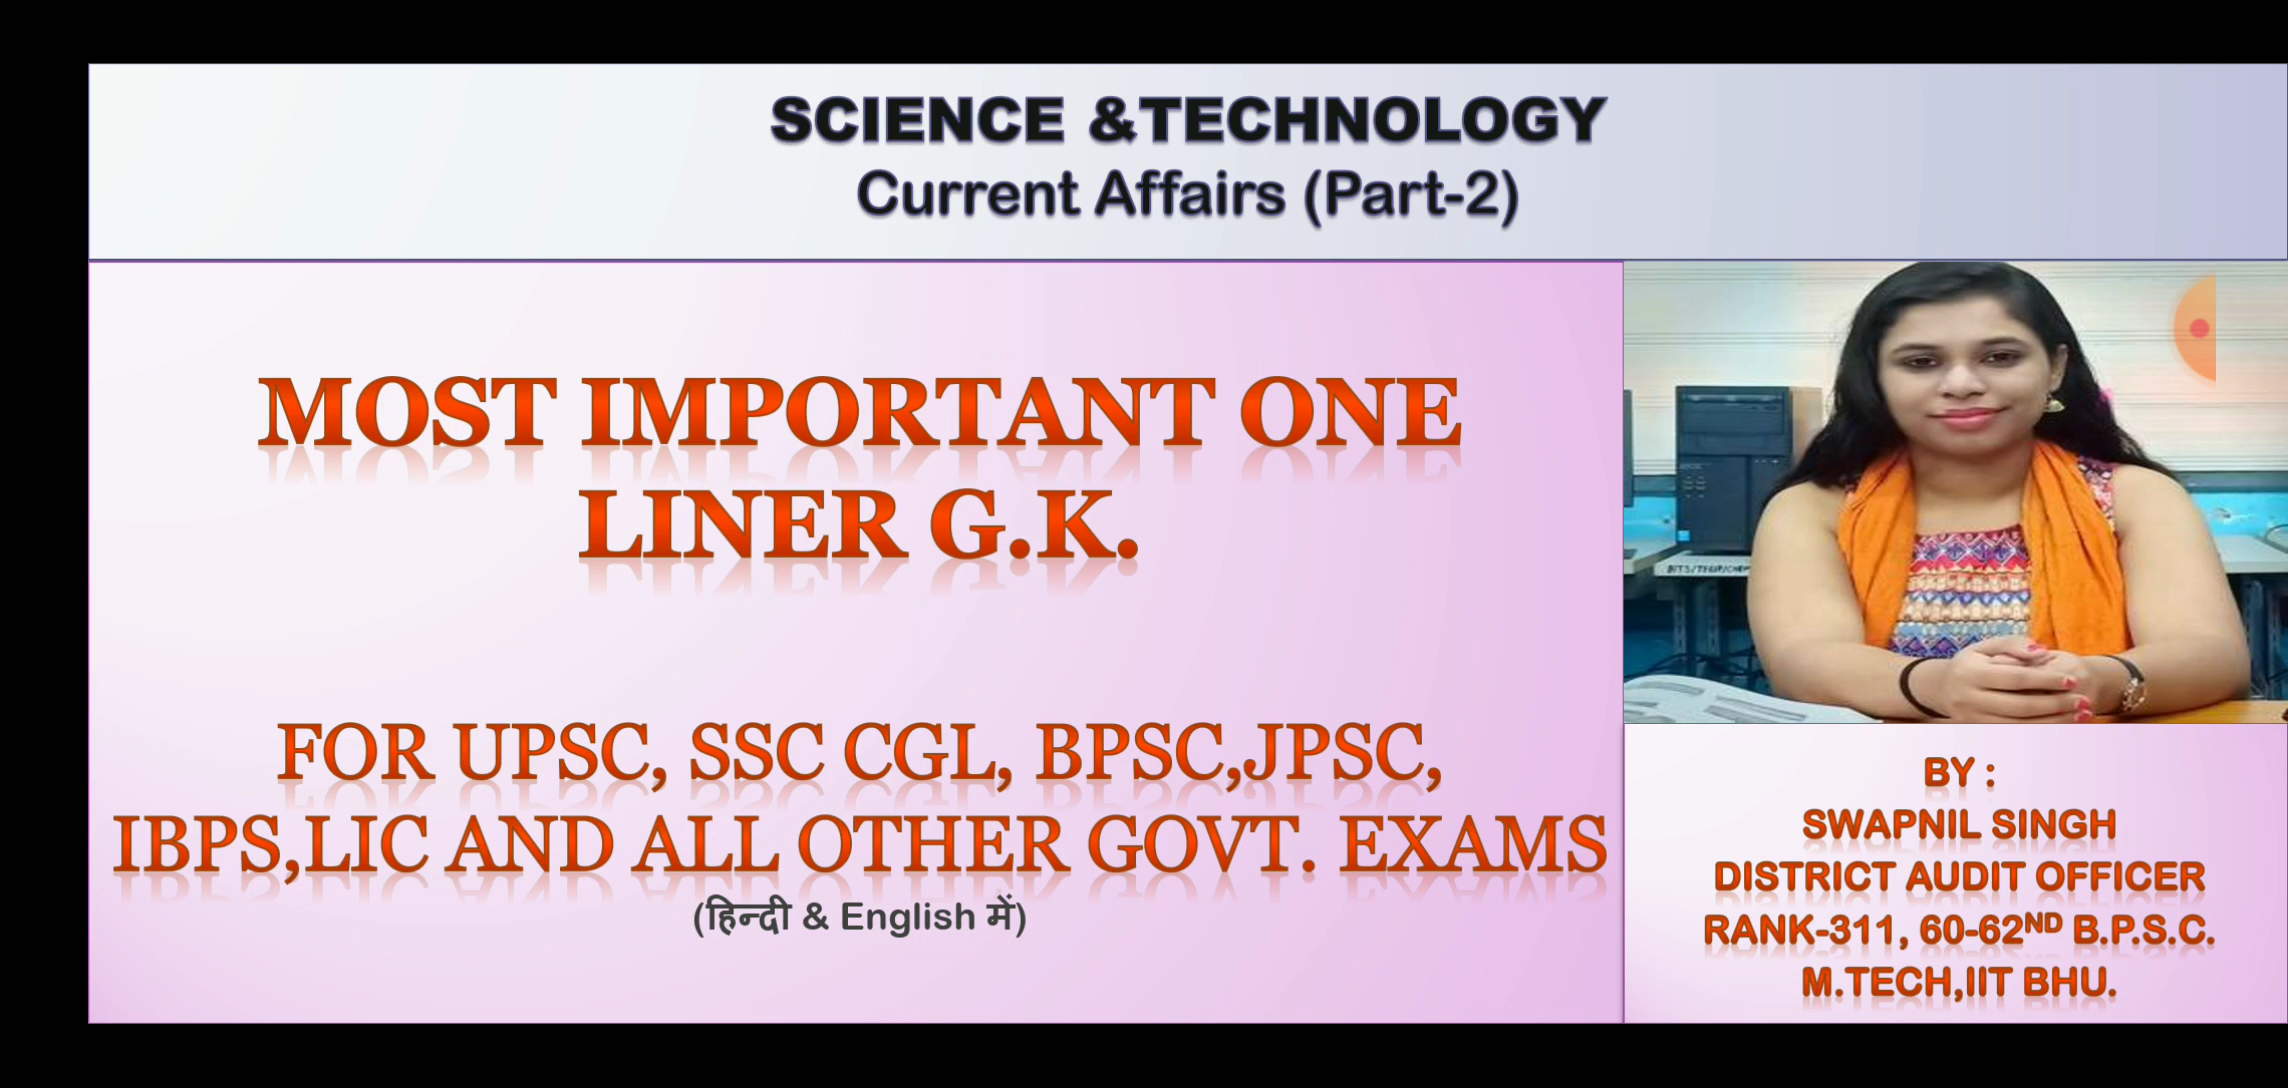 SCIENCE &TECHNOLOGY
Current Affairs (Part-2)
MOST IMPORTANT ONE
LINER G.K.
FOR UPSC, SSC CGL, BPSC,JPSC,
IBPS,LIC AND ALL OTHER GOVT. EXAMS
(हिन्दी & English में)
BY :
SWAPNIL SINGH
DISTRICT AUDIT OFFICER
RANK-311, 60-62ND B.P.S.C.
M.TECH,IIT BHU.